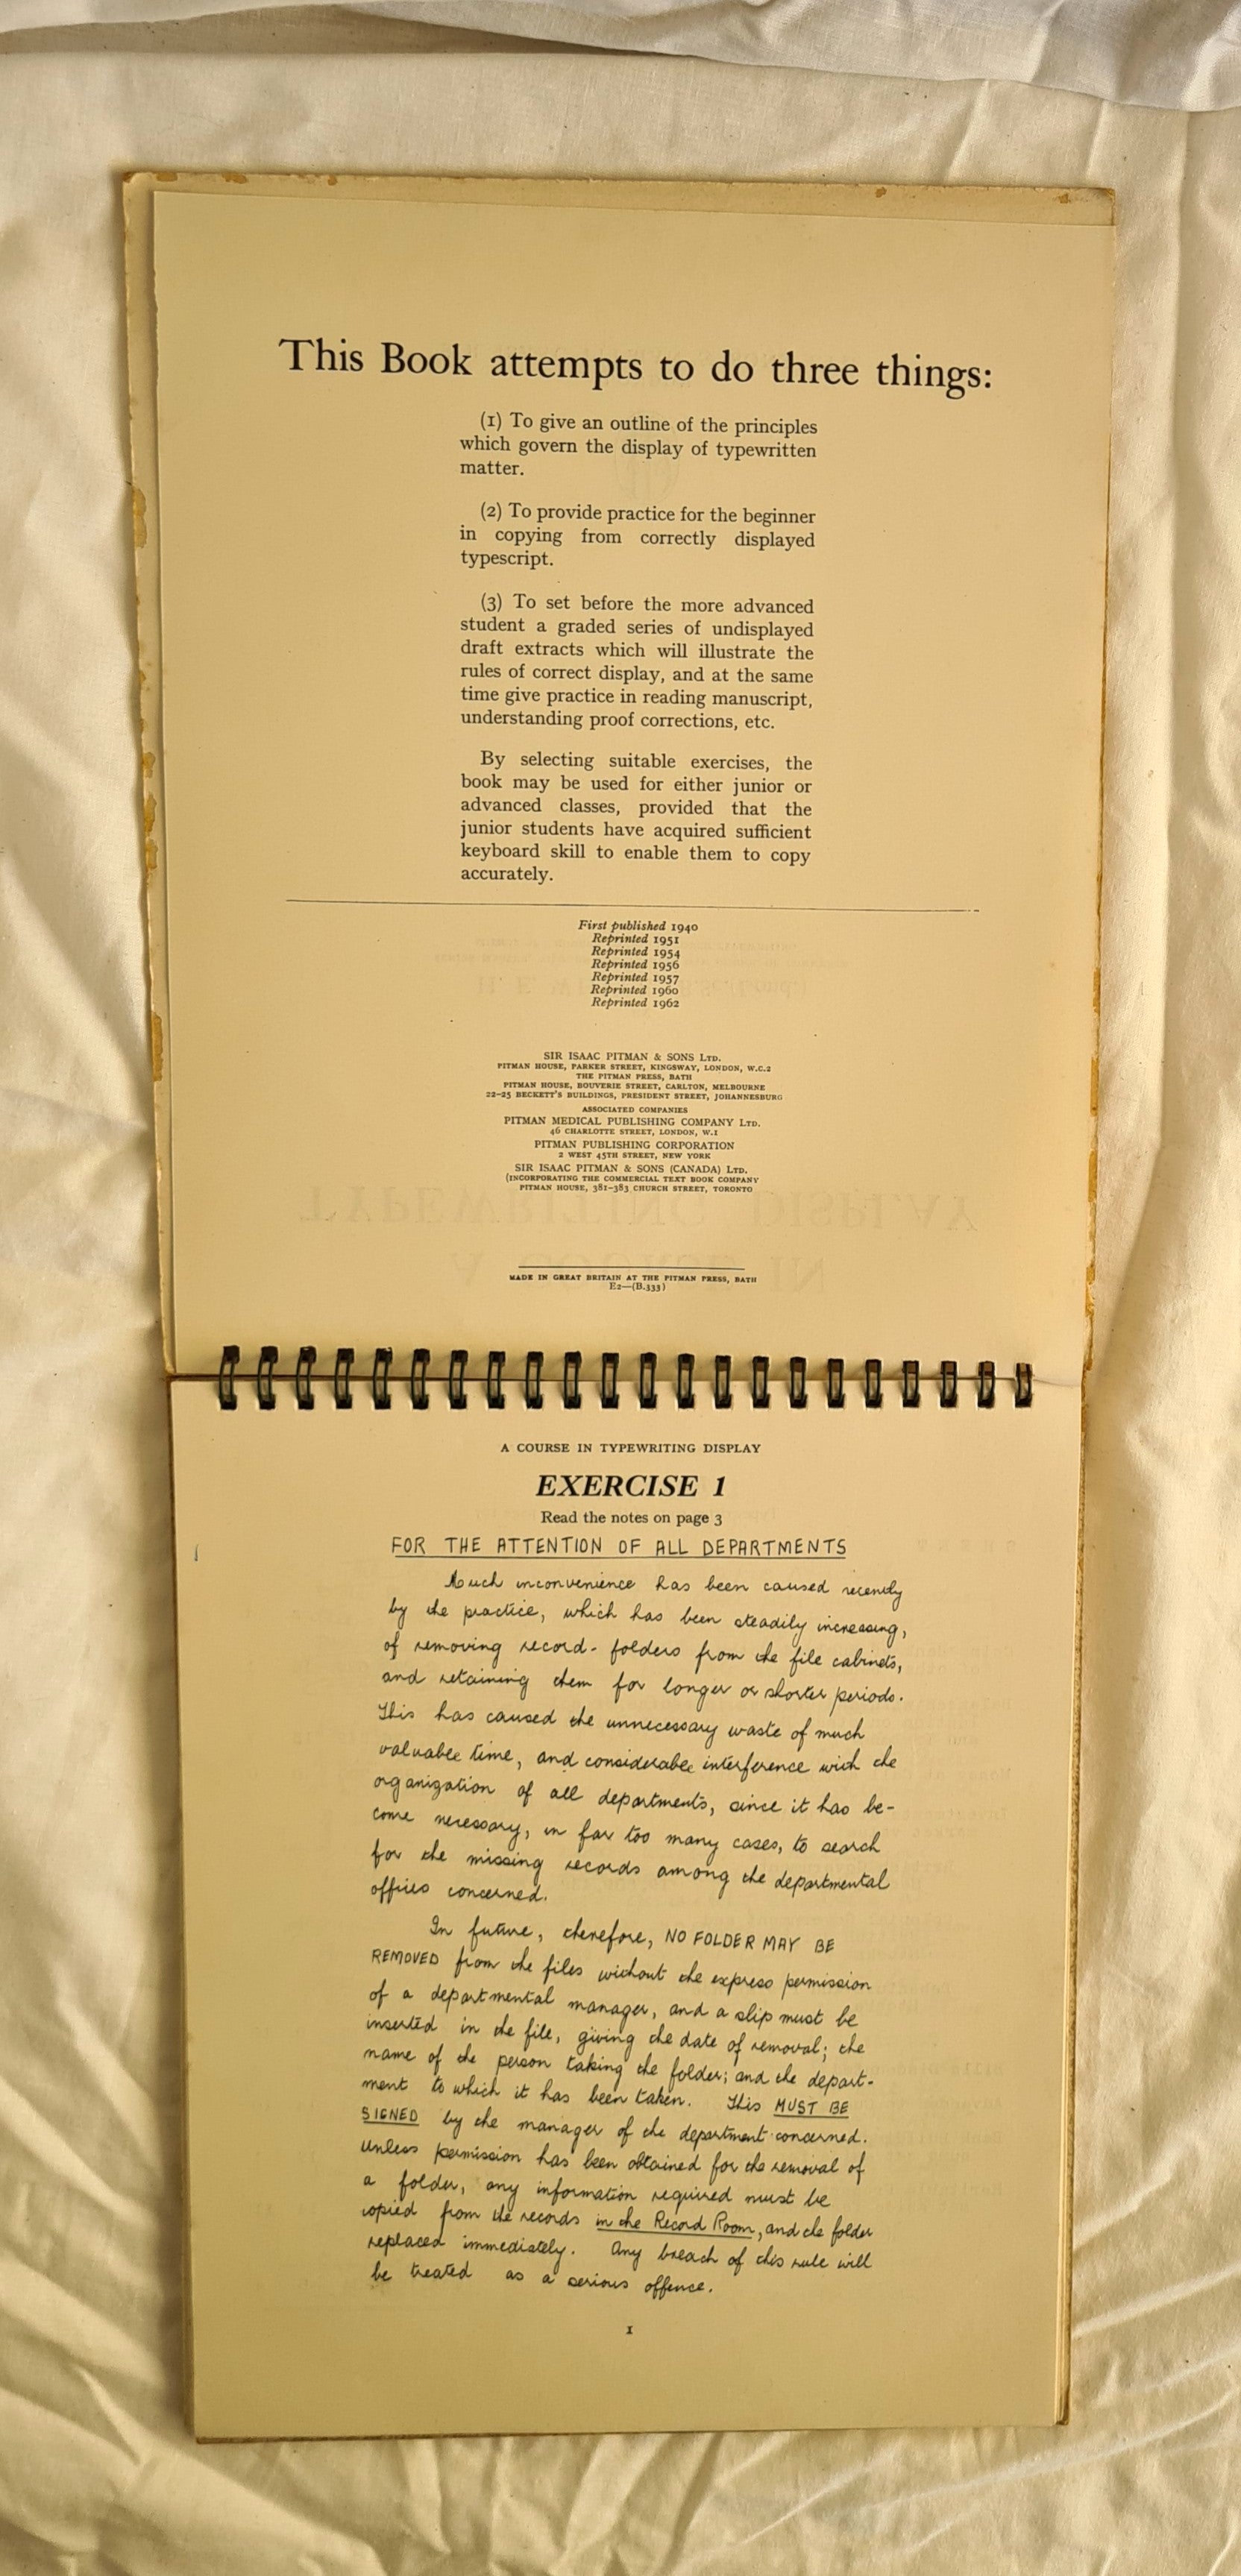 This Book attempts to do three things:
(1) To give an outline of the principles
which govern the display of typewritten
matter.
(2) To provide practice for the beginner
in copying from correctly displayed
typescript.
(3) To set before the more advanced
student a graded series of undisplayed
draft extracts which will illustrate the
rules of correct display, and at the same
time give practice in reading manuscript,
understanding proof corrections, etc.
By selecting suitable exercises, the
book may be used for either junior or
advanced classes, provided that the
junior students have acquired sufficient
keyboard skill to enable them to copy
accurately.
First published 1940
Reprinted 1951
Reprinted 1954
Reprinted 1956
Reprinted 1957
Reprinted 1960
Reprinted 1962
SIR ISAAC PITMAN & SONS LTD.
PITMAN HOUSE, PARKER STREET, KINGSWAY, LONDON, W.C.2
THE PITMAN PRESS, BATH
PITMAN HOUSE, BOUVERIE STREET, CARLTON, MELBOURNE
22-25 BECKETT'S BUILDINGS, PRESIDENT STREET, JOHANNESBURG
ASSOCIATED COMPANIES
PITMAN MEDICAL PUBLISHING COMPANY LTD.
46 CHARLOTTE STREET, LONDON, W.1
PITMAN PUBLISHING CORPORATION
2 WEST 45TH STREET, NEW YORK
SIR ISAAC PITMAN & SONS (CANADA) LTD.
(INCORPORATING THE COMMERCIAL TEXT BOOK COMPANY
PITMAN HOUSE, 381-383 CHURCH STREET, TORONTO
MADE IN GREAT BRITAIN AT THE PITMAN PRESS, BATH
E2—(B.333)
A COURSE IN TYPEWRITING DISPLAY
EXERCISE 1
Read the notes on page 3
FOR THE ATTENTION OF ALL DEPARTMENTS
Much inconvenience has been caused recently
by the practice, which has been steadily increasing,
of removing record-folders from the file cabinets,
and retaining them for longer or shorter periods.
This has caused the unnecessary waste of much
valuable time, and considerable interference with the
organization of all departments, since it has be-
come necessary, in far too many cases, to search
for the missing records among the departmental
offices concerned.
In future, therefore, NO FOLDER MAY BE
REMOVED from the files without the express permission
of a departmental manager, and a slip must be
inserted in the file, giving the date of removal; the
name of the person taking the folder; and the depart-
ment to which it has been taken. This MUST BE
SIGNED by the manager of the department concerned.
Unless permission has been obtained for the removal of
a folder, any information required must be
copied from the records in the Record Room, and the folder
replaced immediately. Any breach of this rule will
be treated as a serious offence.
1